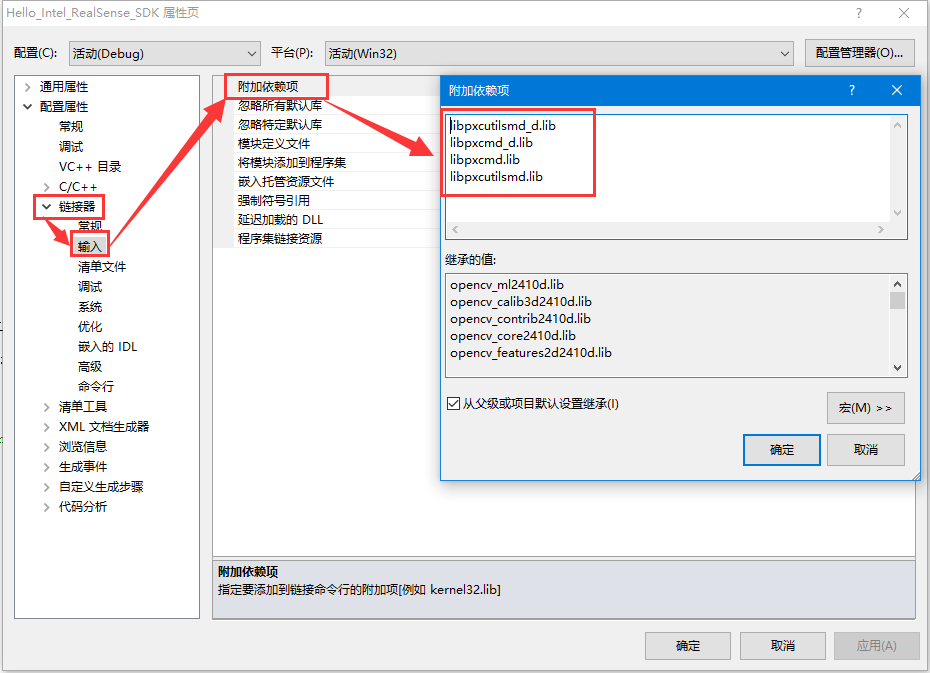 Hello_Intel_RealSense_SDK 属性页
?
配置(C):
活动(Debug)
平台(P):
活动(Win32)
配置管理器(O)...
通用属性
配置属性
常规
调试
VC++ 目录
C/C++
链接器
常规
输入
清单文件
调试
系统
优化
嵌入的 IDL
高级
命令行
清单工具
XML 文档生成器
浏览信息
生成事件
自定义生成步骤
代码分析
附加依赖项
忽略所有默认库
忽略特定默认库
模块定义文件
将模块添加到程序集
嵌入托管资源文件
强制符号引用
延迟加载的 DLL
程序集链接资源
附加依赖项
?
libpxcutilsmd_d.lib
libpxcmd_d.lib
libpxcmd.lib
libpxcutilsmd.lib
继承的值:
opencv_ml2410d.lib
opencv_calib3d2410d.lib
opencv_contrib2410d.lib
opencv_core2410d.lib
opencv_features2d2410d.lib
从父级或项目默认设置继承(I)
宏(M) >>
确定
取消
附加依赖项
指定要添加到链接命令行的附加项[例如 kernel32.lib]
确定
取消
应用(A)